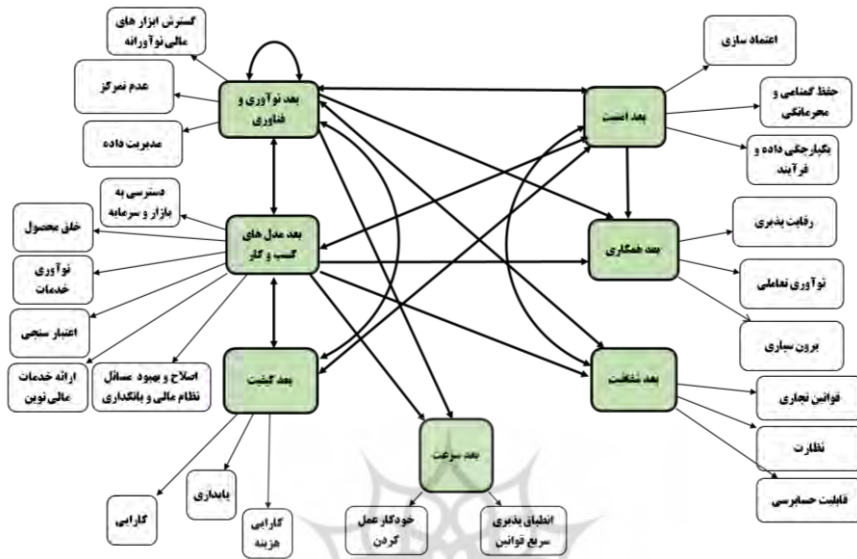 گسترش ابزار های
مالی نوآورانه
عدم تمرکز
مدیریت داده
بعد نوآوری و
فناوری
بعد امنیت
اعتماد سازی
حفظ گمنامی و
محرمانگی
یکپارچگی داده و
فرآیند
دسترسی به
بازار و سرمایه
خلق محصول
نوآوری
خدمات
اعتبار سنجی
ارائه خدمات
مالی نوین
اصلاح و بهبود مسائل
نظام مالی و بانکداری
بعد مدل های
کسب و کار
بعد همکاری
رقابت پذیری
نوآوری تعاملی
برون سپاری
بعد کیفیت
کارایی
پایداری
کارایی
هزینه
بعد سرعت
خودکار عمل
کردن
انطباق پذیری
سریع قوانین
بعد شفافیت
قوانین تجاری
نظارت
قابلیت حسابرسی